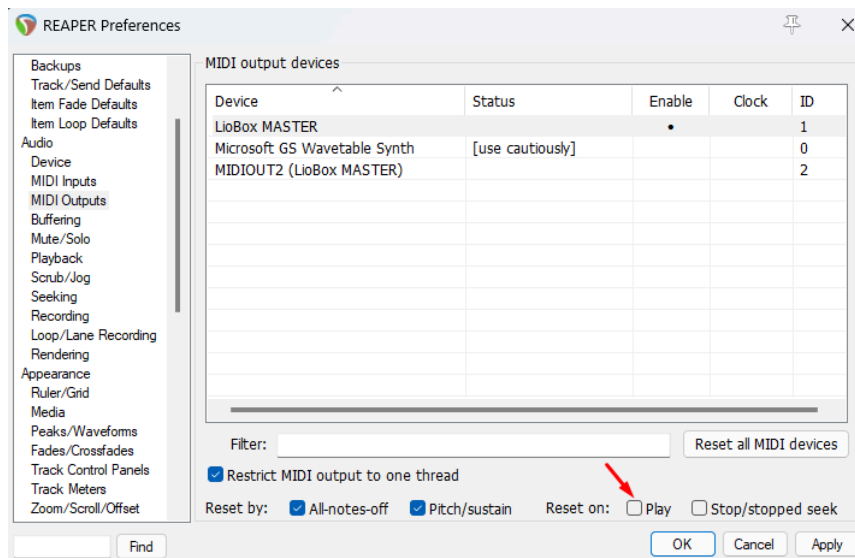 REAPER Preferences
Backups
Track/Send Defaults
Item Fade Defaults
Item Loop Defaults
Audio
Device
MIDI Inputs
MIDI Outputs
Buffering
Mute/Solo
Playback
Scrub/Jog
Seeking
Recording
Loop/Lane Recording
Rendering
Appearance
Ruler/Grid
Media
Peaks/Waveforms
Fades/Crossfades
Track Control Panels
Track Meters
Zoom/Scroll/Offset
Find
MIDI output devices
Device Status Enable Clock ID
LioBox MASTER 1
Microsoft GS Wavetable Synth [use cautiously] 0
MIDIOUT2 (LioBox MASTER) 2
Filter: Reset all MIDI devices
Restrict MIDI output to one thread
Reset by: All-notes-off Pitch/sustain Reset on: Play Stop/stopped seek
OK Cancel Apply